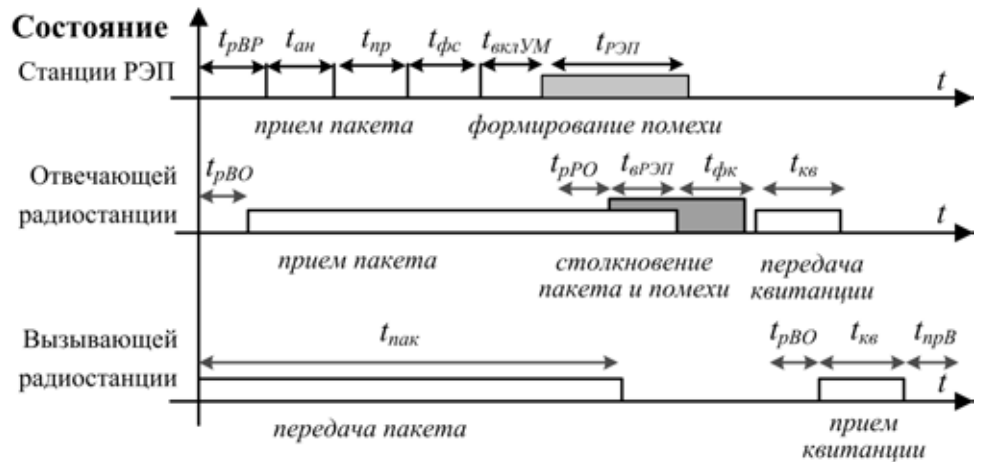 Состояние
Станции РЭП
t_рВР t_ан t_пр t_фс t_вклУМ t_РЭП t
прием пакета формирование помехи
Отвечающей
радиостанции
t_рВО t_рРО t_вРЭП t_фк t_кв t
прием пакета столкновение
пакета и помехи передача
квитанции
Вызывающей
радиостанции
t_пак t_рВО t_кв t_прВ t
передача пакета прием
квитанции